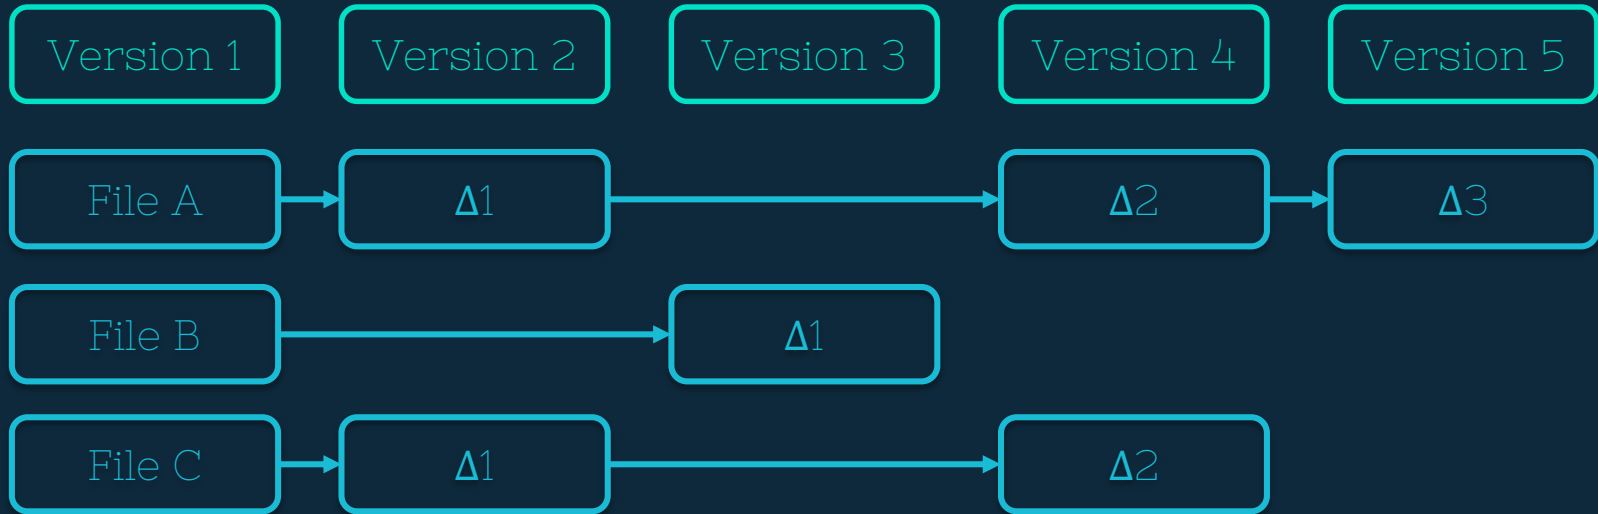 Version 1 Version 2 Version 3 Version 4 Version 5
File A Δ1 Δ2 Δ3
File B Δ1
File C Δ1 Δ2